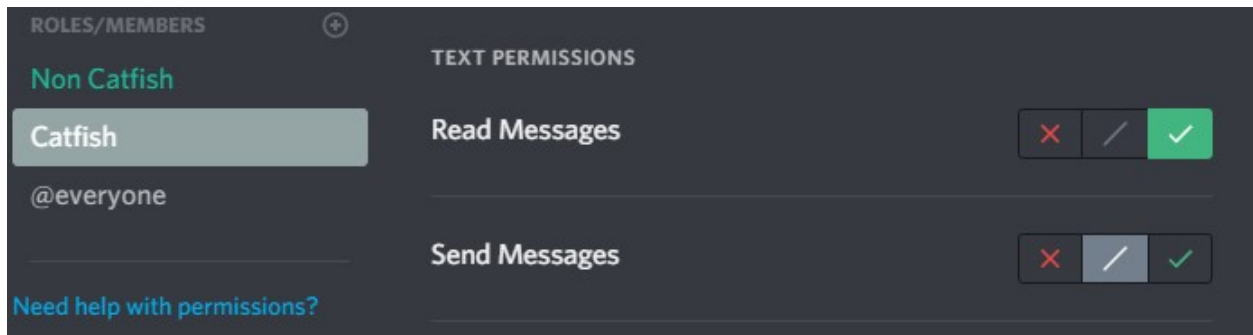 ROLES/MEMBERS
Non Catfish
Catfish
@everyone
Need help with permissions?
TEXT PERMISSIONS
Read Messages
Send Messages